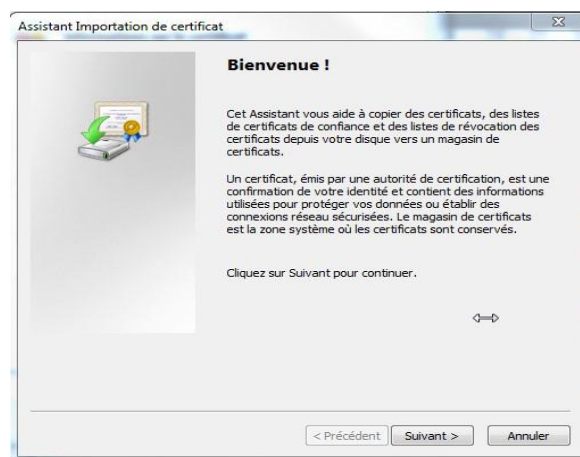 Assistant Importation de certificat
Bienvenue !
Cet Assistant vous aide à copier des certificats, des listes
de certificats de confiance et des listes de révocation des
certificats depuis votre disque vers un magasin de
certificats.
Un certificat, émis par une autorité de certification, est une
confirmation de votre identité et contient des informations
utilisées pour protéger vos données ou établir des
connexions réseau sécurisées. Le magasin de certificats
est la zone système où les certificats sont conservés.
Cliquez sur Suivant pour continuer.
< Précédent Suivant > Annuler